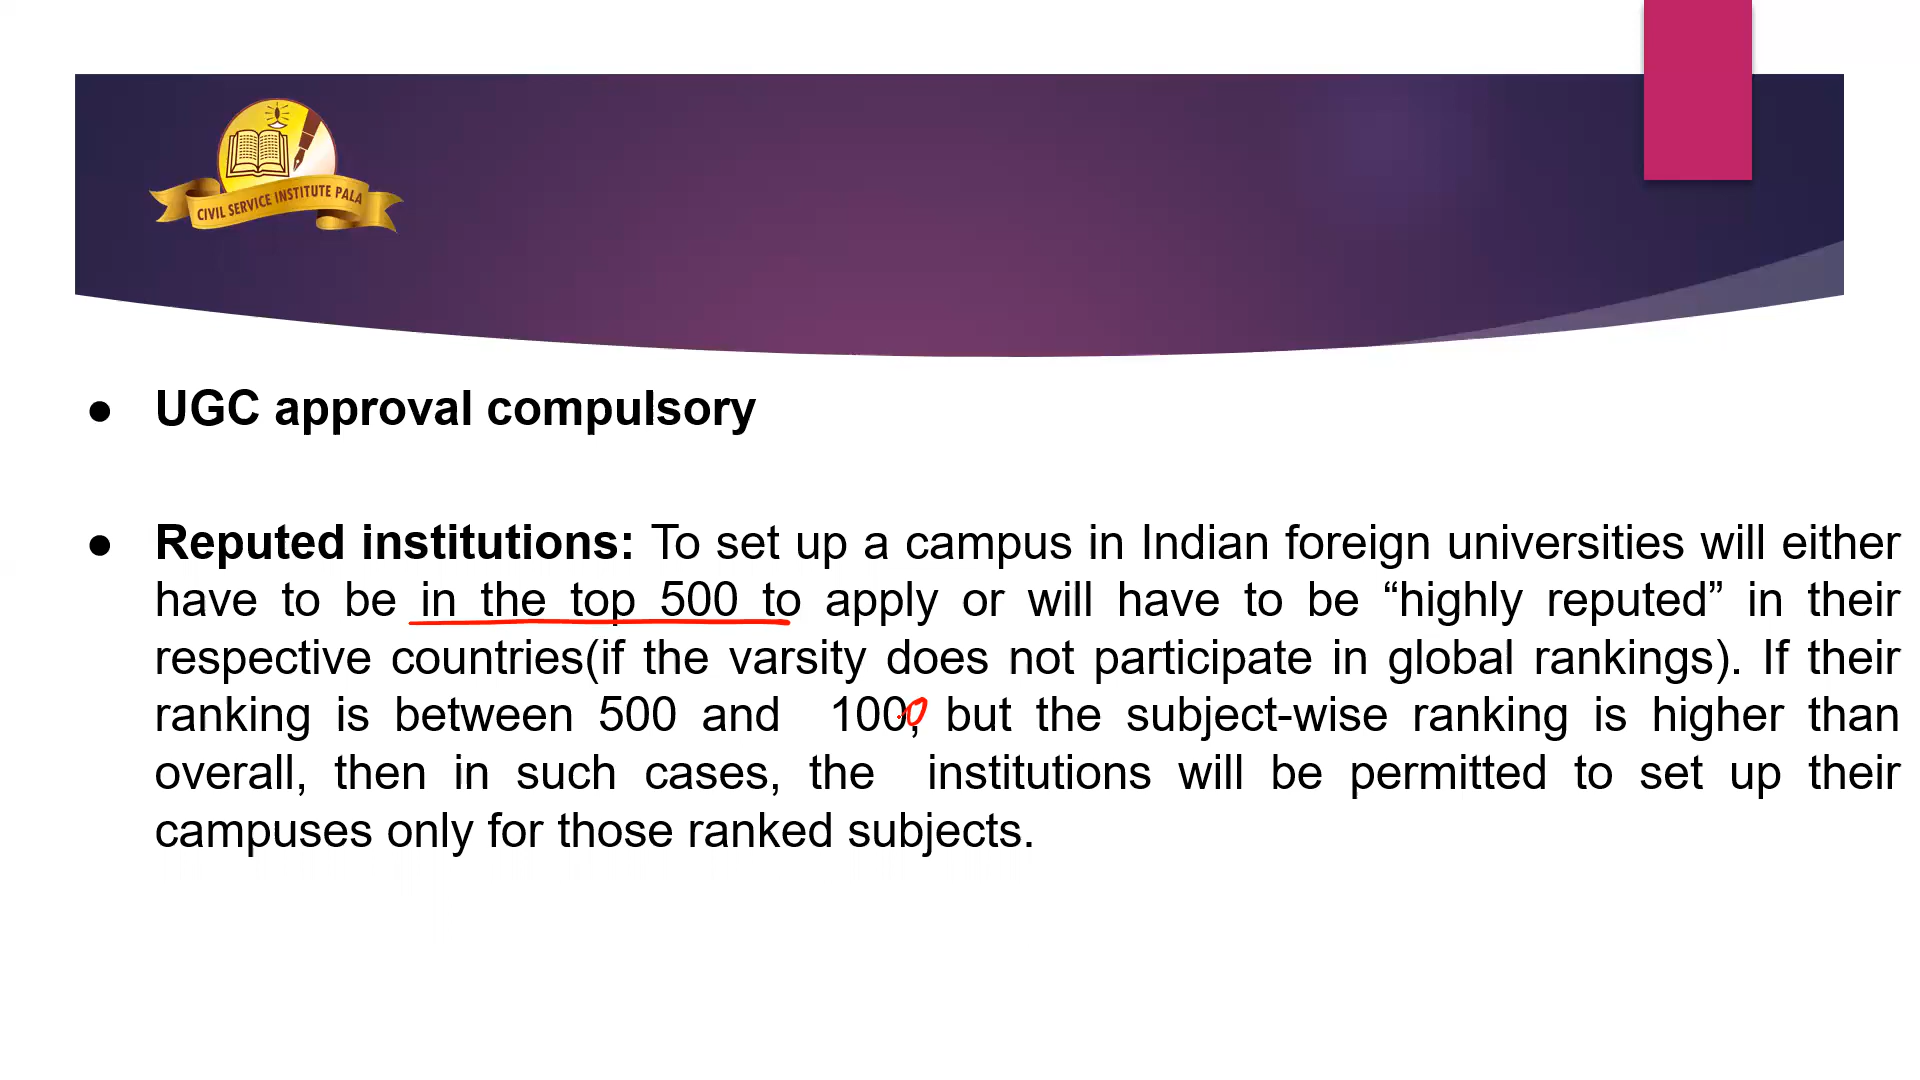 CIVIL SERVICE INSTITUTE PALA
● UGC approval compulsory
● Reputed institutions: To set up a campus in Indian foreign universities will either
have to be in the top 500 to apply or will have to be “highly reputed” in their
respective countries(if the varsity does not participate in global rankings). If their
ranking is between 500 and 1000, but the subject-wise ranking is higher than
overall, then in such cases, the institutions will be permitted to set up their
campuses only for those ranked subjects.